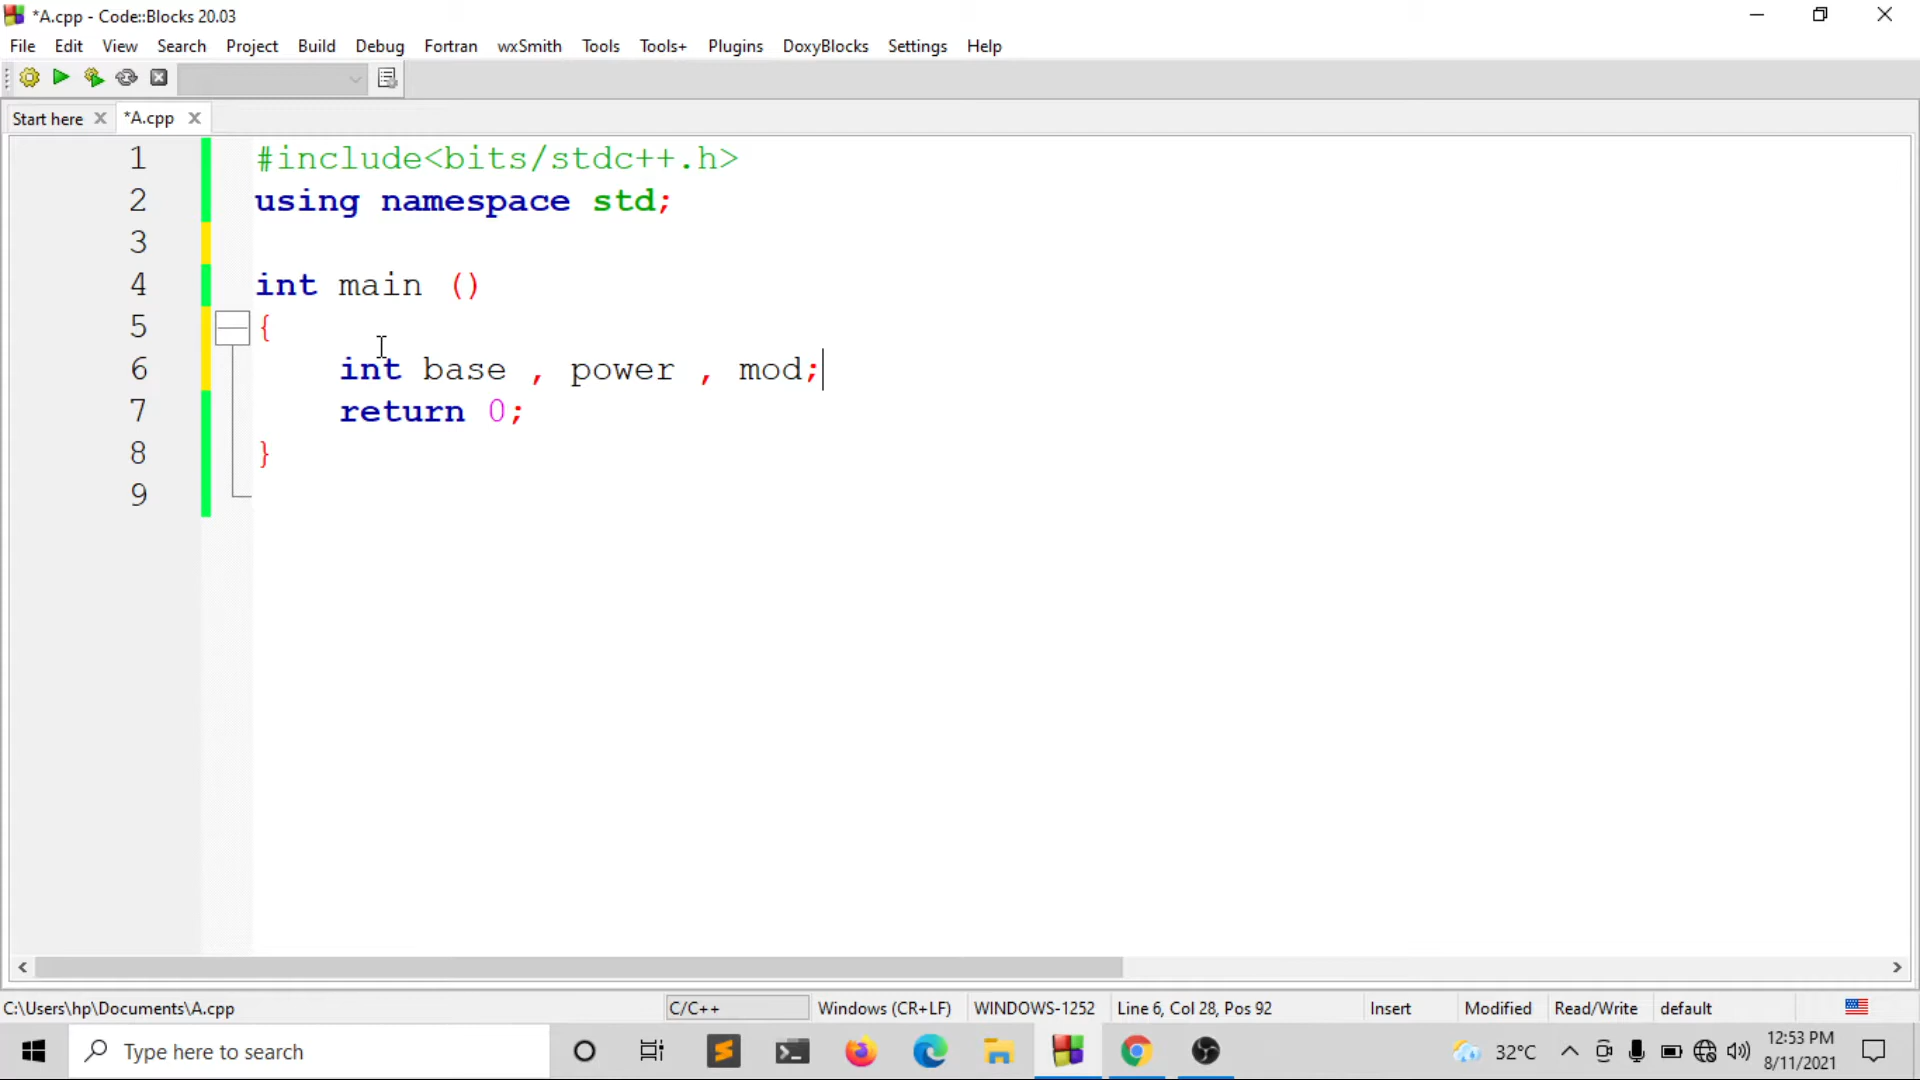 *A.cpp - Code::Blocks 20.03
File Edit View Search Project Build Debug Fortran wxSmith Tools Tools+ Plugins DoxyBlocks Settings Help
Start here *A.cpp
1 #include<bits/stdc++.h>
2 using namespace std;
3
4 int main ()
5 {
6 int base , power , mod;
7 return 0;
8 }
9
C:\Users\hp\Documents\A.cpp C/C++ Windows (CR+LF) WINDOWS-1252 Line 6, Col 28, Pos 92 Insert Modified Read/Write default
Type here to search 32°C 12:53 PM
8/11/2021